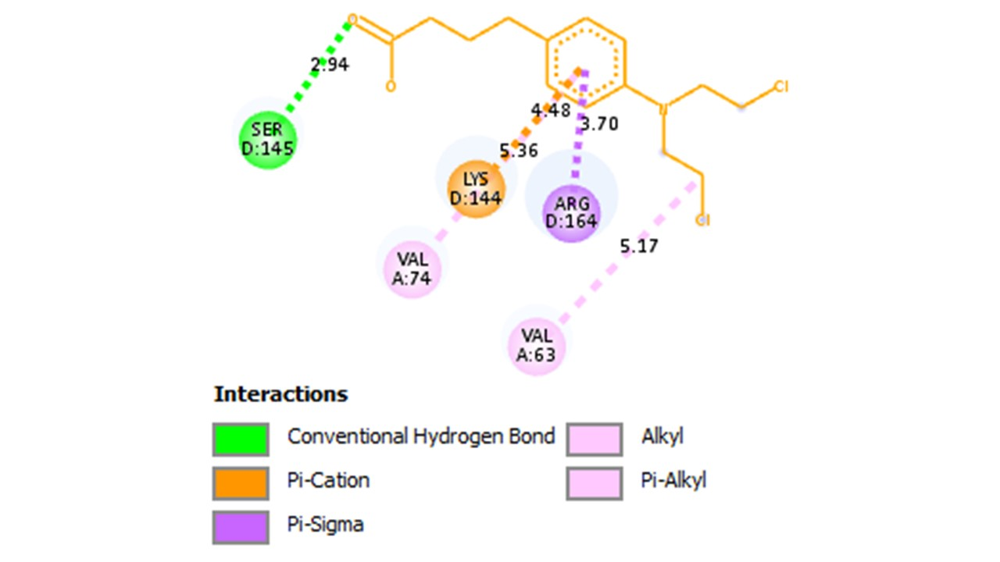 O
Cl
2.94
O
4.48
N
3.70
SER
D:145
5.36
LYS
D:144
ARG
D:164
Cl
5.17
VAL
A:74
VAL
A:63
Interactions
Conventional Hydrogen Bond
Alkyl
Pi-Cation
Pi-Alkyl
Pi-Sigma